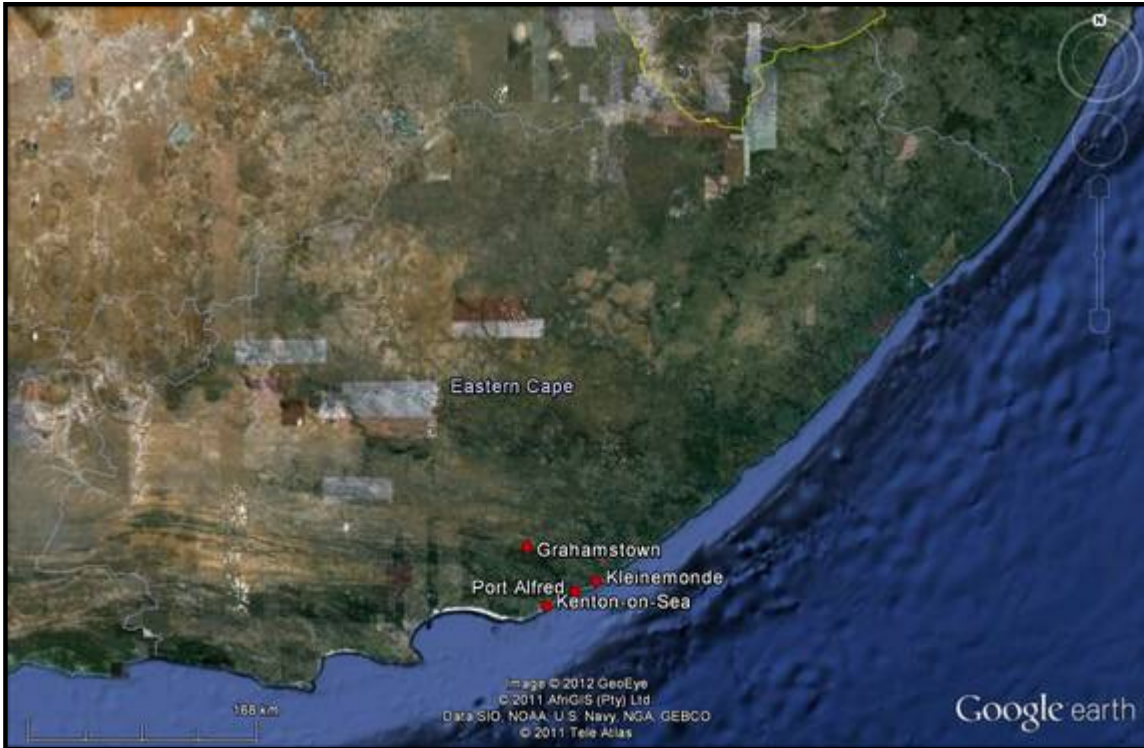 N
Eastern Cape
Grahamstown
Kleinemonde
Port Alfred
Kenton-on-Sea
168 km
Image © 2012 GeoEye
© 2011 AfriGIS (Pty) Ltd
Data SIO, NOAA, U.S. Navy, NGA, GEBCO
© 2011 Tele Atlas
Google earth